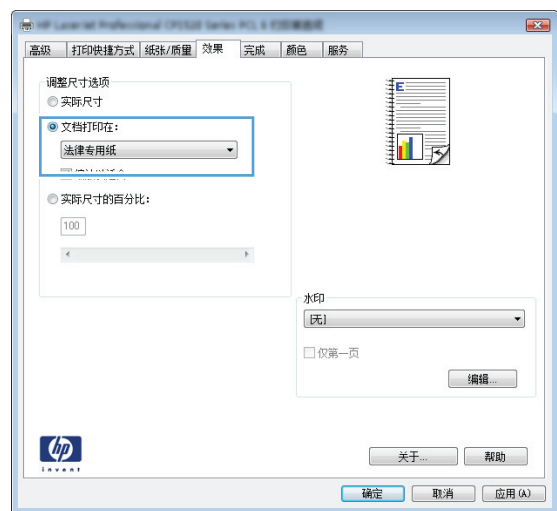 高级 打印快捷方式 纸张/质量 效果 完成 颜色 服务
调整尺寸选项
实际尺寸
文档打印在：
法律专用纸
实际尺寸的百分比：
100
E
水印
[无]
仅第一页
编辑...
hp
invent
关于... 帮助
确定 取消 应用(A)